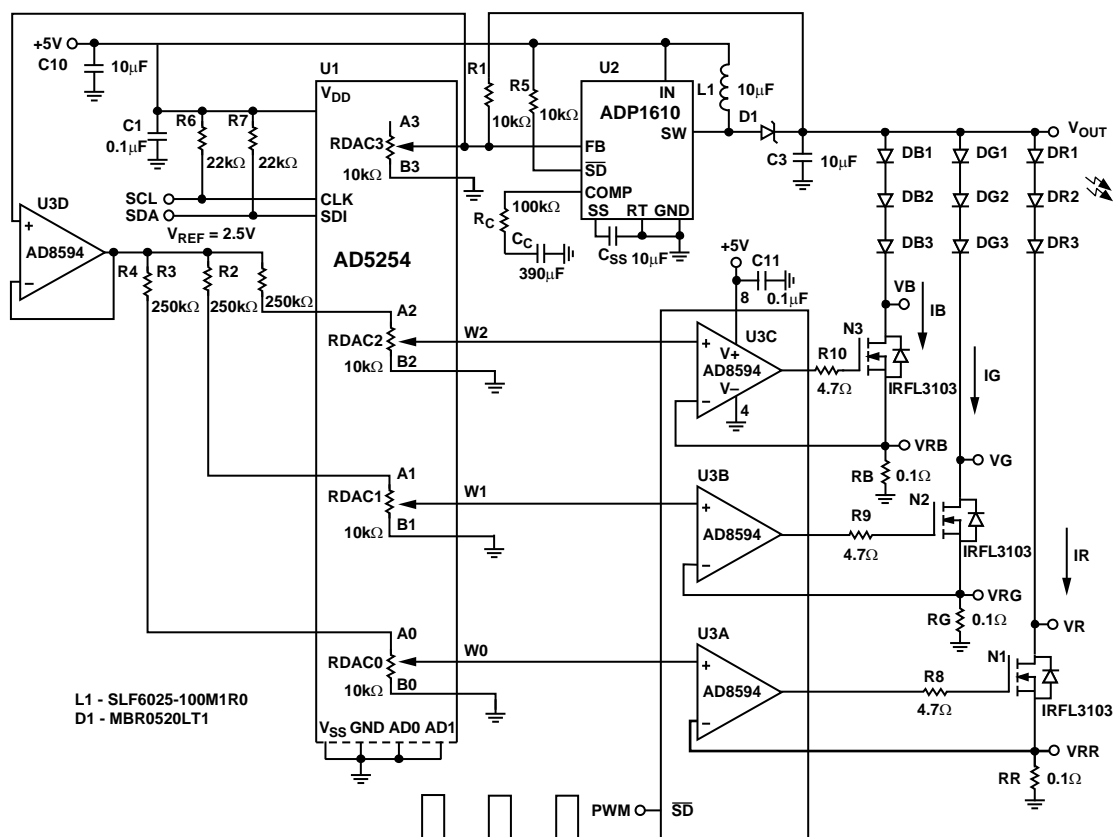 +5V
C10
10μF
U1
VDD
C1
0.1μF
R6
R7
22kΩ
22kΩ
SCL
SDA
CLK
SDI
VREF = 2.5V
A3
RDAC3
10kΩ
B3
R1
10kΩ
R5
10kΩ
U2
IN
ADP1610
SW
FB
SD
COMP
SS
RT
GND
L1
10μF
D1
C3
10μF
VOUT
RC
100kΩ
CC
390μF
CSS
10μF
DB1
DG1
DR1
DB2
DG2
DR2
DB3
DG3
DR3
U3D
+
AD8594
−
R4
R3
R2
250kΩ
250kΩ
250kΩ
AD5254
A2
RDAC2
10kΩ
B2
W2
+5V
C11
0.1μF
8
U3C
+
V+
AD8594
V−
−
4
R10
4.7Ω
N3
IRFL3103
VB
IB
VRB
RB
0.1Ω
IG
VG
A1
RDAC1
10kΩ
B1
W1
U3B
+
AD8594
−
R9
4.7Ω
N2
IRFL3103
VRG
RG
0.1Ω
IR
VR
A0
RDAC0
10kΩ
B0
W0
U3A
+
AD8594
−
R8
4.7Ω
N1
IRFL3103
VRR
RR
0.1Ω
L1 - SLF6025-100M1R0
D1 - MBR0520LT1
VSS GND AD0 AD1
PWM
SD